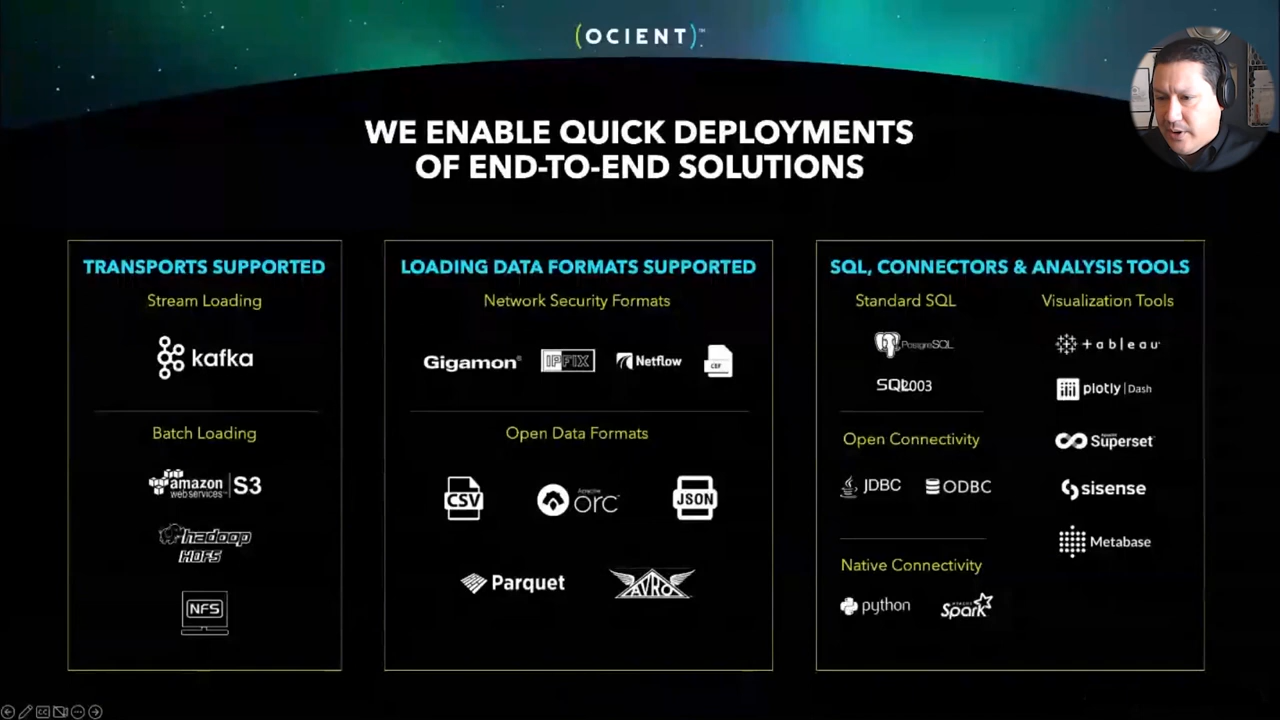 (OCIENT)™
WE ENABLE QUICK DEPLOYMENTS
OF END-TO-END SOLUTIONS
TRANSPORTS SUPPORTED
Stream Loading
kafka
Batch Loading
amazon
webservices™ | S3
hadoop
HDFS
NFS
LOADING DATA FORMATS SUPPORTED
Network Security Formats
Gigamon® IPFIX Netflow CEF
Open Data Formats
CSV orc JSON
Parquet AVRO
SQL, CONNECTORS & ANALYSIS TOOLS
Standard SQL
PostgreSQL
SQL2003
Open Connectivity
JDBC ODBC
Native Connectivity
python Spark
Visualization Tools
+ableau
plotly | Dash
Superset
sisense
Metabase